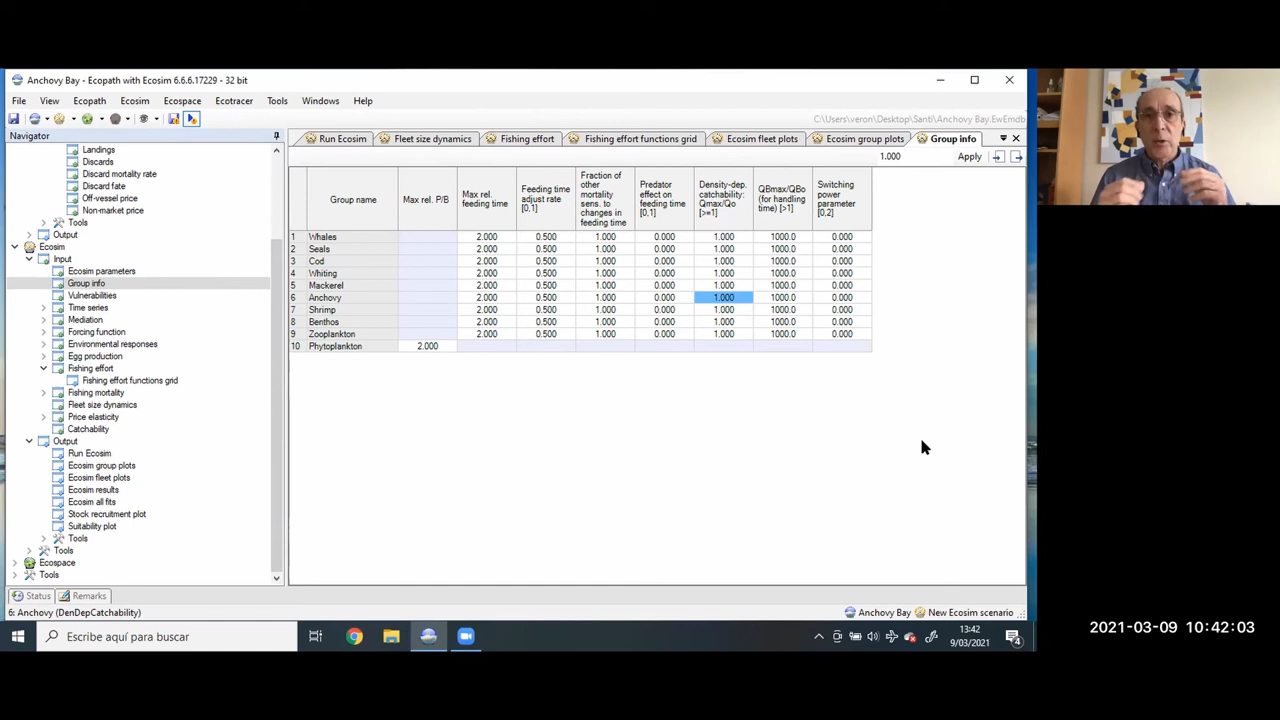 Anchovy Bay - Ecopath with Ecosim 6.6.6.17229 - 32 bit
File View Ecopath Ecosim Ecospace Ecotracer Tools Windows Help
C:\Users\veron\Desktop\Santi\Anchovy Bay.EwEmdb
Navigator
Landings
Discards
Discard mortality rate
Discard fate
Off-vessel price
Non-market price
Tools
Output
Ecosim
Input
Ecosim parameters
Group info
Vulnerabilities
Time series
Mediation
Forcing function
Environmental responses
Egg production
Fishing effort
Fishing effort functions grid
Fishing mortality
Fleet size dynamics
Price elasticity
Catchability
Output
Run Ecosim
Ecosim group plots
Ecosim fleet plots
Ecosim results
Ecosim all fits
Stock recruitment plot
Suitability plot
Tools
Tools
Ecospace
Tools
Run Ecosim Fleet size dynamics Fishing effort Fishing effort functions grid Ecosim fleet plots Ecosim group plots Group info
1.000 Apply
Group name
Max rel. P/B
Max rel.
feeding time
Feeding time
adjust rate
[0,1]
Fraction of
other
mortality
sens. to
changes in
feeding time
Predator
effect on
feeding time
[0,1]
Density-dep.
catchability:
Qmax/Qo
[>=1]
QBmax/QBo
(for handling
time) [>1]
Switching
power
parameter
[0.2]
1 Whales 2.000 0.500 1.000 0.000 1.000 1000.0 0.000
2 Seals 2.000 0.500 1.000 0.000 1.000 1000.0 0.000
3 Cod 2.000 0.500 1.000 0.000 1.000 1000.0 0.000
4 Whiting 2.000 0.500 1.000 0.000 1.000 1000.0 0.000
5 Mackerel 2.000 0.500 1.000 0.000 1.000 1000.0 0.000
6 Anchovy 2.000 0.500 1.000 0.000 1.000 1000.0 0.000
7 Shrimp 2.000 0.500 1.000 0.000 1.000 1000.0 0.000
8 Benthos 2.000 0.500 1.000 0.000 1.000 1000.0 0.000
9 Zooplankton 2.000 0.500 1.000 0.000 1.000 1000.0 0.000
10 Phytoplankton 2.000
Status Remarks
6: Anchovy (DenDepCatchability) Anchovy Bay New Ecosim scenario
Escribe aquí para buscar
13:42
9/03/2021
4
2021-03-09 10:42:03